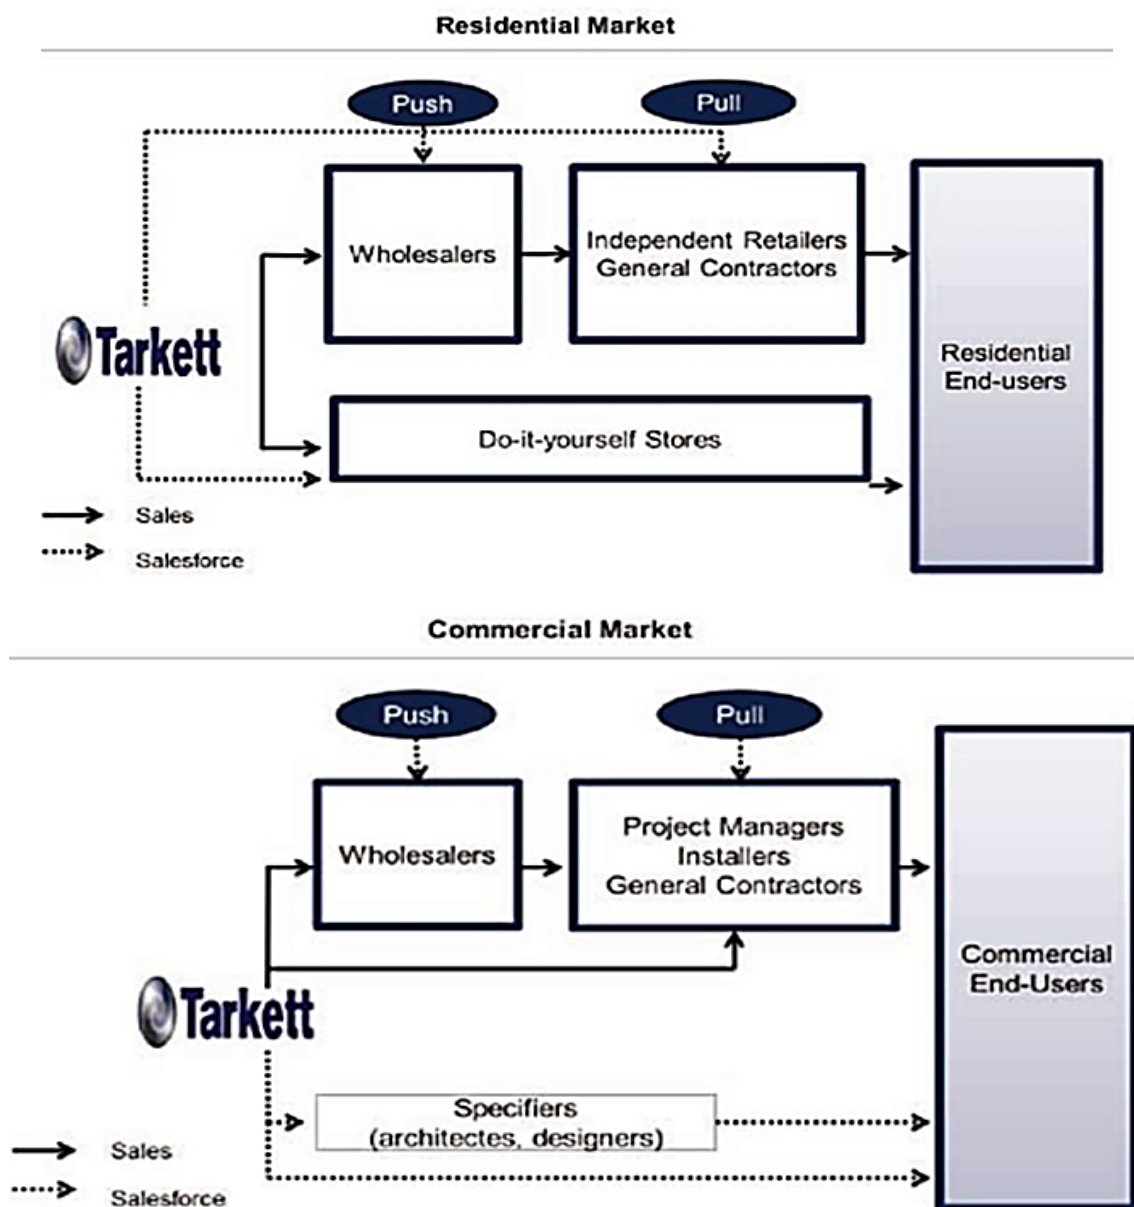 Residential Market
Push
Pull
Wholesalers
Independent Retailers
General Contractors
Tarkett
Residential
End-users
Do-it-yourself Stores
Sales
Salesforce
Commercial Market
Push
Pull
Wholesalers
Project Managers
Installers
General Contractors
Commercial
End-Users
Tarkett
Specifiers
(architectes, designers)
Sales
Salesforce